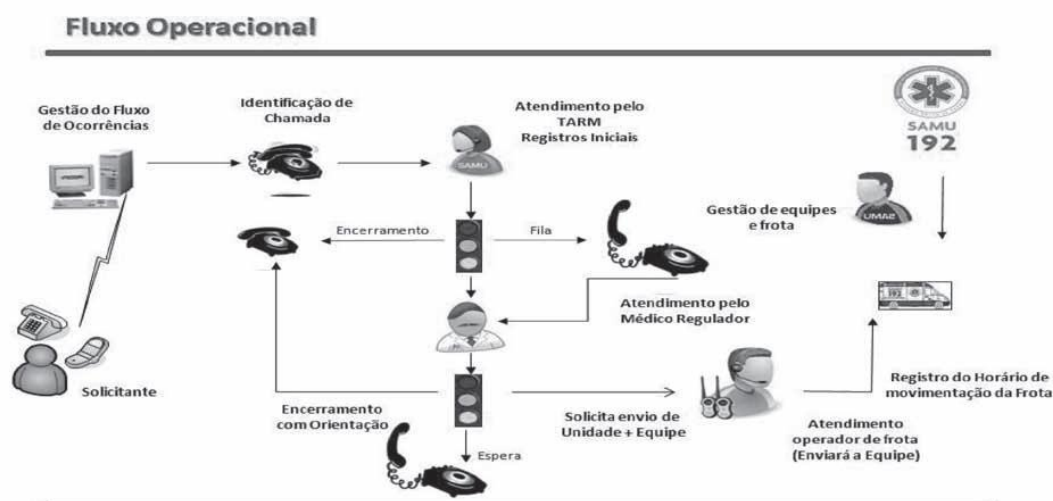 Fluxo Operacional
Gestão do Fluxo
de Ocorrências
Identificação de
Chamada
Atendimento pelo
TARM
Registros Iniciais
SAMU
SAMU
192
Gestão de equipes
e frota
Encerramento
Fila
Atendimento pelo
Médico Regulador
192
Solicitante
Encerramento
com Orientação
Solicita envio de
Unidade + Equipe
Espera
Atendimento
operador de frota
(Enviará a Equipe)
Registro do Horário de
movimentação da Frota